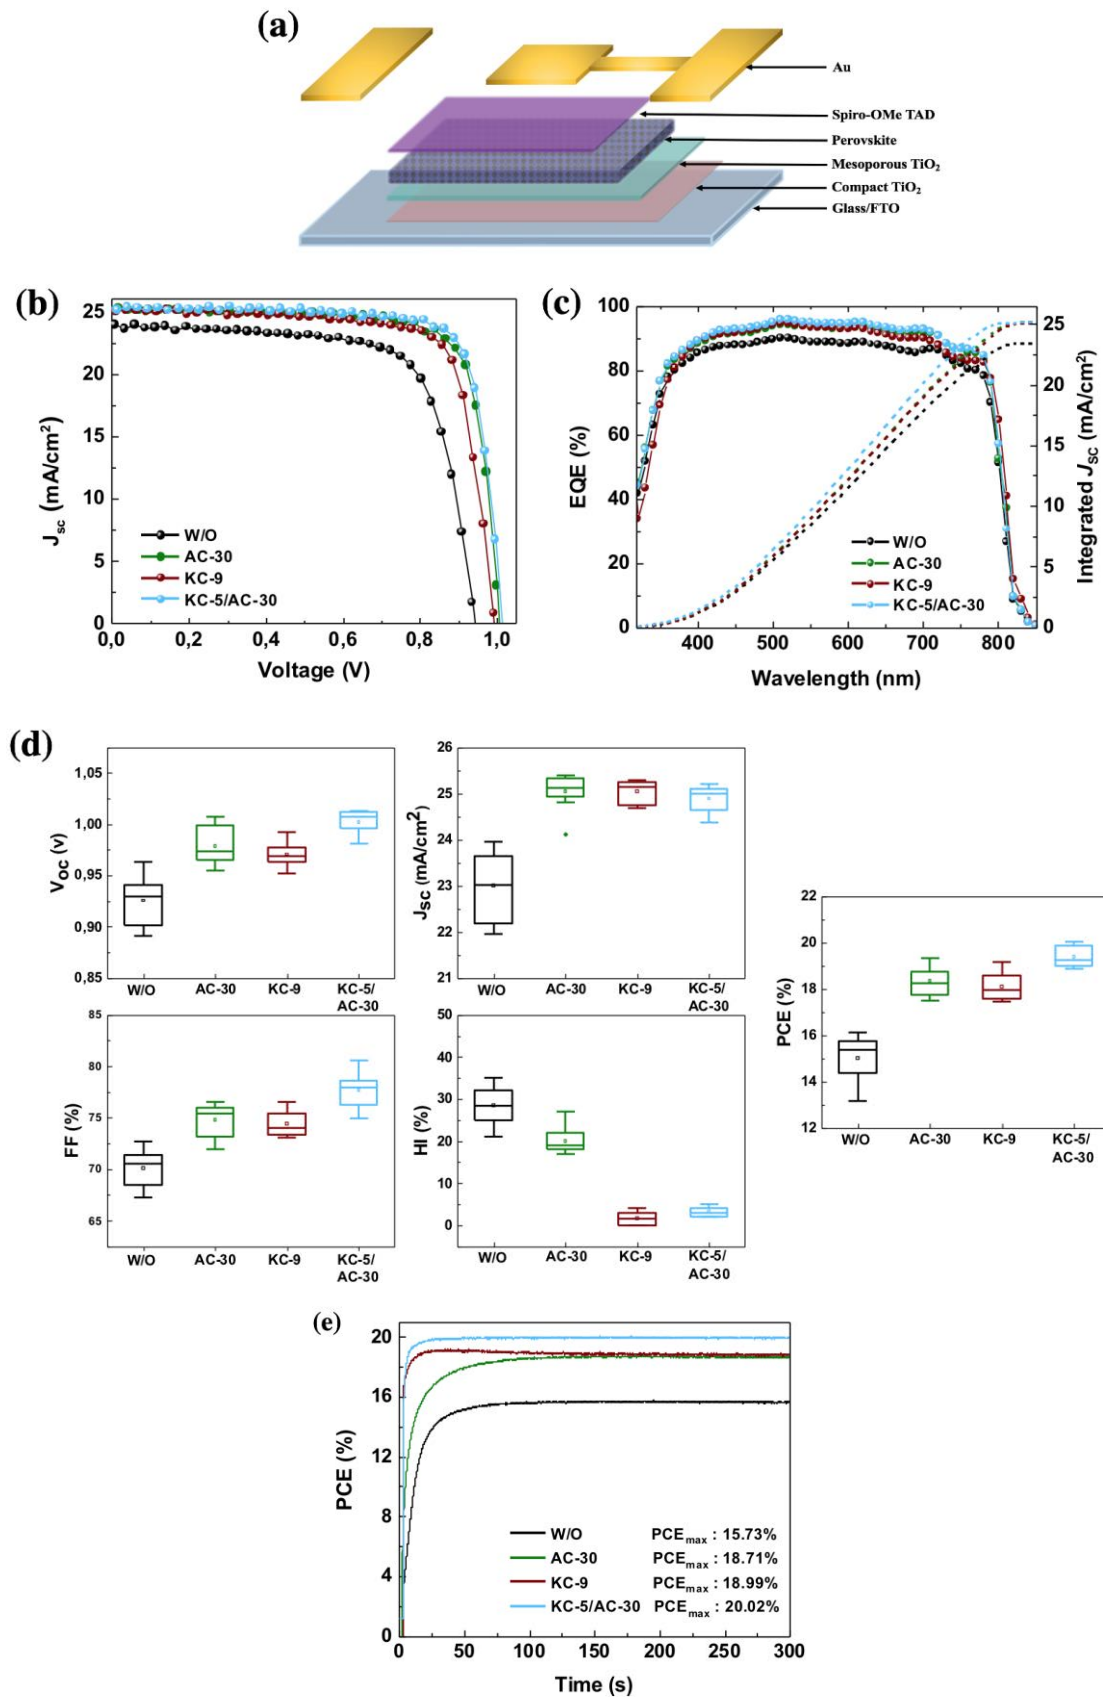 (a)
Au
Spiro-OMe TAD
Perovskite
Mesoporous TiO₂
Compact TiO₂
Glass/FTO
(b)
25
20
15
10
5
0
J_sc (mA/cm²)
W/O
AC-30
KC-9
KC-5/AC-30
0,0 0,2 0,4 0,6 0,8 1,0
Voltage (V)
(c)
100
80
60
40
20
0
EQE (%)
W/O
AC-30
KC-9
KC-5/AC-30
25
20
15
10
5
0
Integrated J_SC (mA/cm²)
400 500 600 700 800
Wavelength (nm)
(d)
1,05
1,00
0,95
0,90
0,85
V_OC (v)
W/O AC-30 KC-9 KC-5/
AC-30
26
25
24
23
22
21
J_SC (mA/cm²)
W/O AC-30 KC-9 KC-5/
AC-30
85
80
75
70
65
FF (%)
W/O AC-30 KC-9 KC-5/
AC-30
50
40
30
20
10
0
HI (%)
W/O AC-30 KC-9 KC-5/
AC-30
22
20
18
16
14
12
PCE (%)
W/O AC-30 KC-9 KC-5/
AC-30
(e)
20
16
12
8
4
0
PCE (%)
W/O PCE_max : 15.73%
AC-30 PCE_max : 18.71%
KC-9 PCE_max : 18.99%
KC-5/AC-30 PCE_max : 20.02%
0 50 100 150 200 250 300
Time (s)